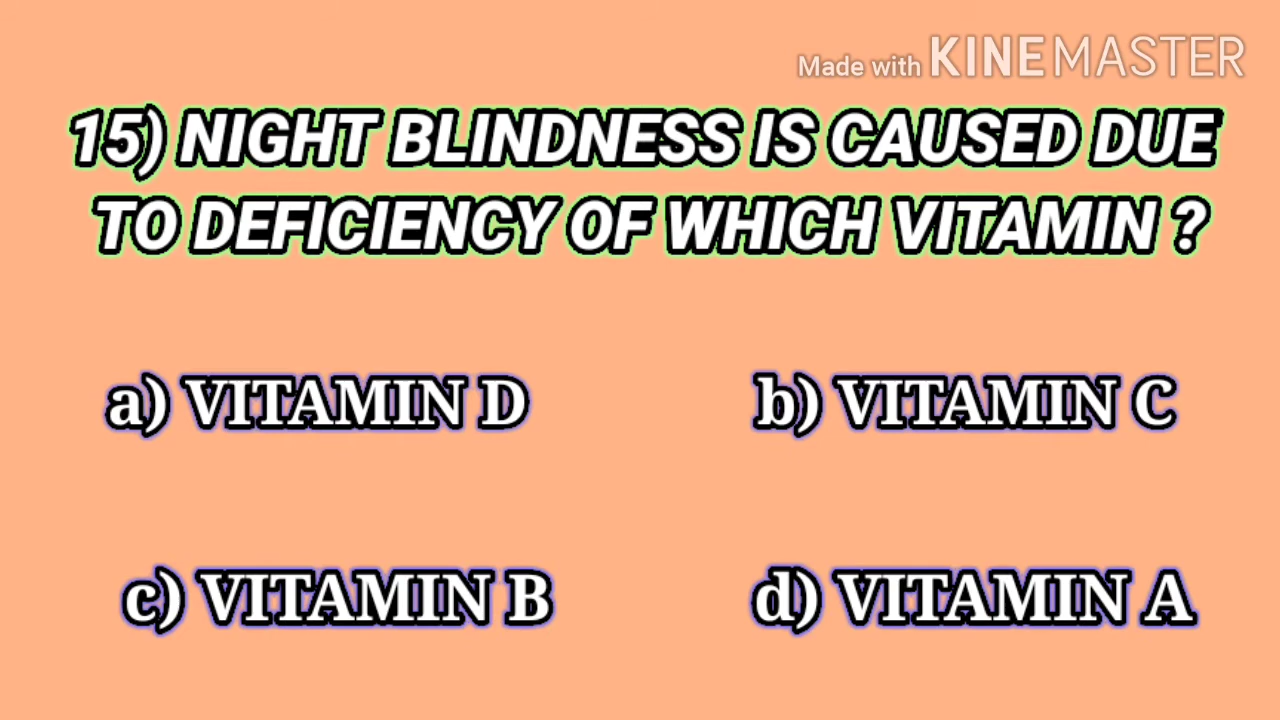 Made with KINEMASTER
15) NIGHT BLINDNESS IS CAUSED DUE
TO DEFICIENCY OF WHICH VITAMIN ?
a) VITAMIN D
b) VITAMIN C
c) VITAMIN B
d) VITAMIN A